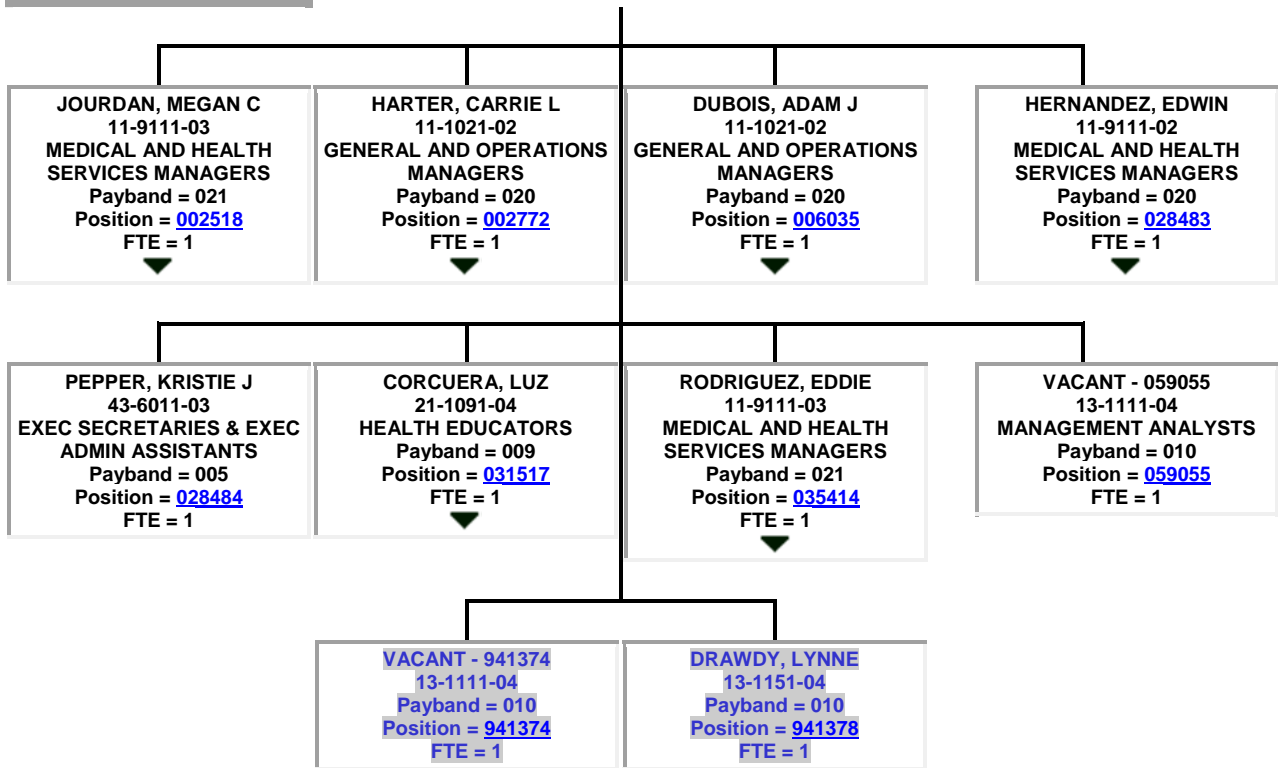 JOURDAN, MEGAN C
11-9111-03
MEDICAL AND HEALTH
SERVICES MANAGERS
Payband = 021
Position = 002518
FTE = 1
HARTER, CARRIE L
11-1021-02
GENERAL AND OPERATIONS
MANAGERS
Payband = 020
Position = 002772
FTE = 1
DUBOIS, ADAM J
11-1021-02
GENERAL AND OPERATIONS
MANAGERS
Payband = 020
Position = 006035
FTE = 1
HERNANDEZ, EDWIN
11-9111-02
MEDICAL AND HEALTH
SERVICES MANAGERS
Payband = 020
Position = 028483
FTE = 1
PEPPER, KRISTIE J
43-6011-03
EXEC SECRETARIES & EXEC
ADMIN ASSISTANTS
Payband = 005
Position = 028484
FTE = 1
CORCUERA, LUZ
21-1091-04
HEALTH EDUCATORS
Payband = 009
Position = 031517
FTE = 1
RODRIGUEZ, EDDIE
11-9111-03
MEDICAL AND HEALTH
SERVICES MANAGERS
Payband = 021
Position = 035414
FTE = 1
VACANT - 059055
13-1111-04
MANAGEMENT ANALYSTS
Payband = 010
Position = 059055
FTE = 1
VACANT - 941374
13-1111-04
Payband = 010
Position = 941374
FTE = 1
DRAWDY, LYNNE
13-1151-04
Payband = 010
Position = 941378
FTE = 1